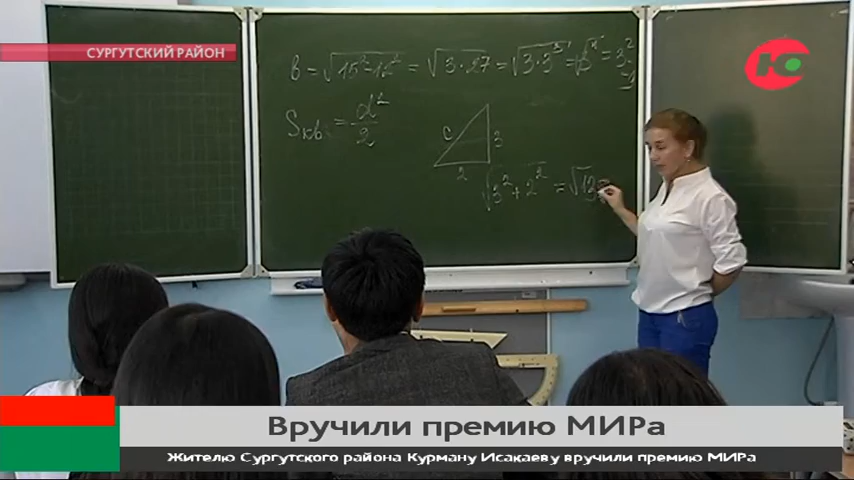 СУРГУТСКИЙ РАЙОН
Ю
в = √15²-12² = √3·27 = √3·3³ = √3⁴ = 3²
Sкв. = d²/2
c
3
2
√3²+2² = √13
Вручили премию МИРа
Жителю Сургутского района Курману Исакаеву вручили премию МИРа